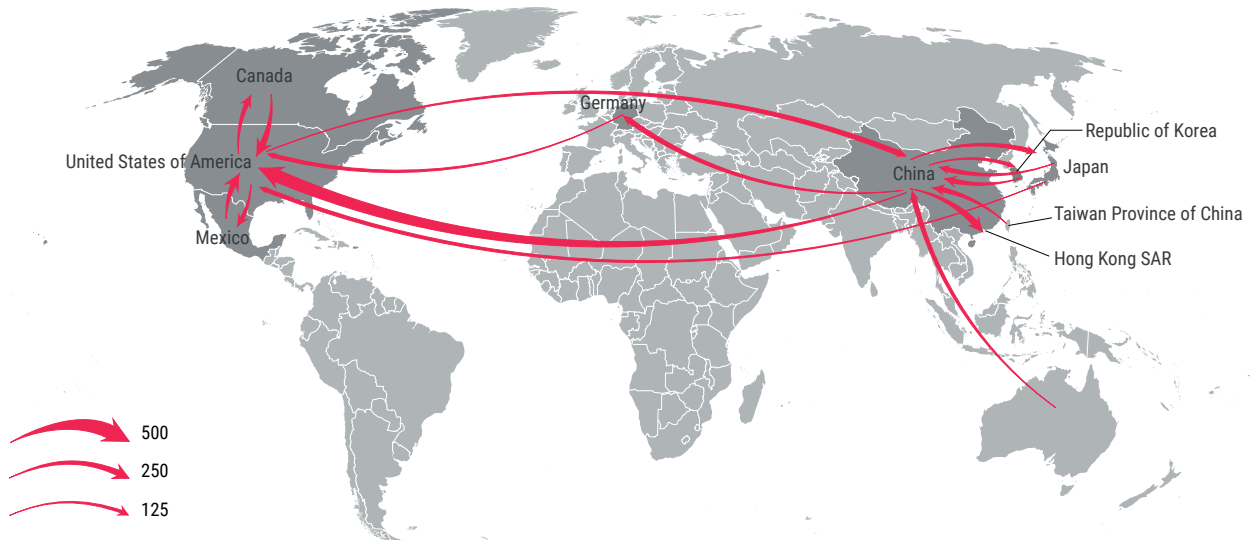 Canada
Germany
Republic of Korea
United States of America
China
Japan
Taiwan Province of China
Mexico
Hong Kong SAR
500
250
125